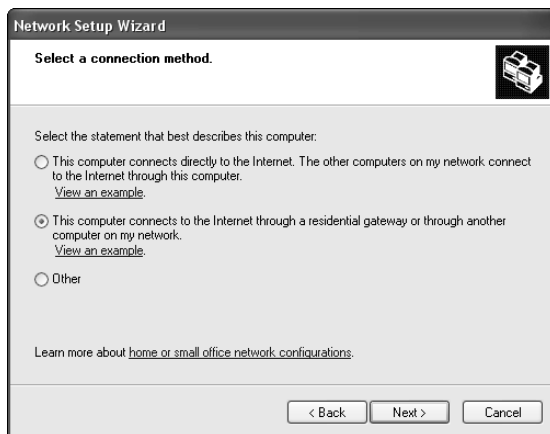 Network Setup Wizard
Select a connection method.
Select the statement that best describes this computer:
This computer connects directly to the Internet. The other computers on my network connect
to the Internet through this computer.
View an example.
This computer connects to the Internet through a residential gateway or through another
computer on my network.
View an example.
Other
Learn more about home or small office network configurations.
< Back
Next >
Cancel